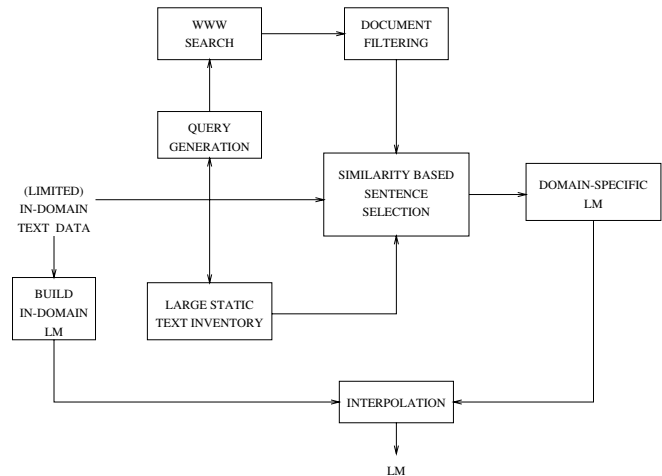 WWW
SEARCH
DOCUMENT
FILTERING
QUERY
GENERATION
SIMILARITY BASED
SENTENCE
SELECTION
DOMAIN-SPECIFIC
LM
(LIMITED)
IN-DOMAIN
TEXT DATA
BUILD
IN-DOMAIN
LM
LARGE STATIC
TEXT INVENTORY
INTERPOLATION
LM